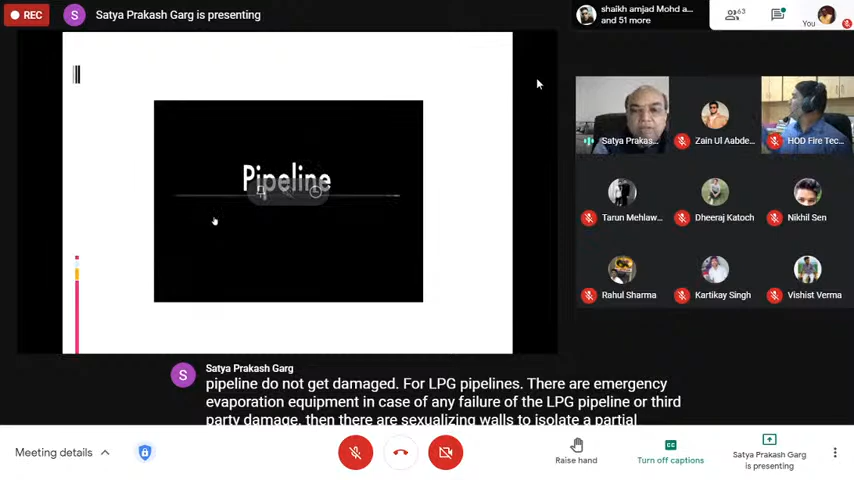 REC
S
Satya Prakash Garg is presenting
shaikh amjad Mohd a...
and 51 more
63
You
Pipeline
Satya Prakas...
Zain Ul Aabde...
HOD Fire Tec...
Tarun Mehlaw...
Dheeraj Katoch
Nikhil Sen
Rahul Sharma
Kartikay Singh
Vishist Verma
S
Satya Prakash Garg
pipeline do not get damaged. For LPG pipelines. There are emergency
evaporation equipment in case of any failure of the LPG pipeline or third
party damage, then there are sexualizing walls to isolate a partial
Meeting details
Raise hand
CC
Turn off captions
Satya Prakash Garg
is presenting